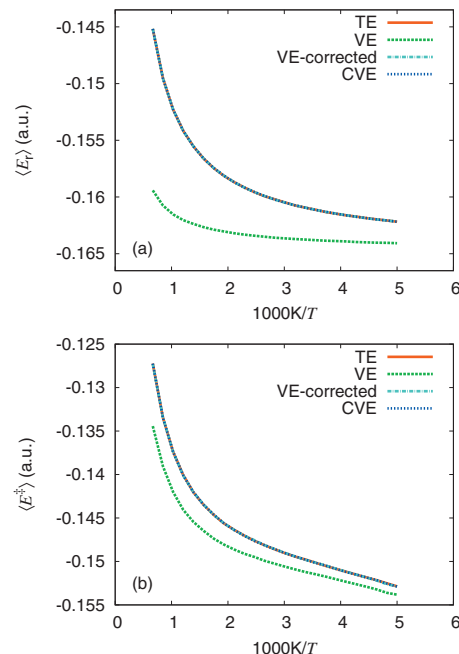 -0.145
-0.15
-0.155
-0.16
-0.165
⟨Eᵣ⟩ (a.u.)
TE
VE
VE-corrected
CVE
(a)
0 1 2 3 4 5 6
1000K/T
-0.125
-0.13
-0.135
-0.14
-0.145
-0.15
-0.155
⟨E‡⟩ (a.u.)
TE
VE
VE-corrected
CVE
(b)
0 1 2 3 4 5 6
1000K/T